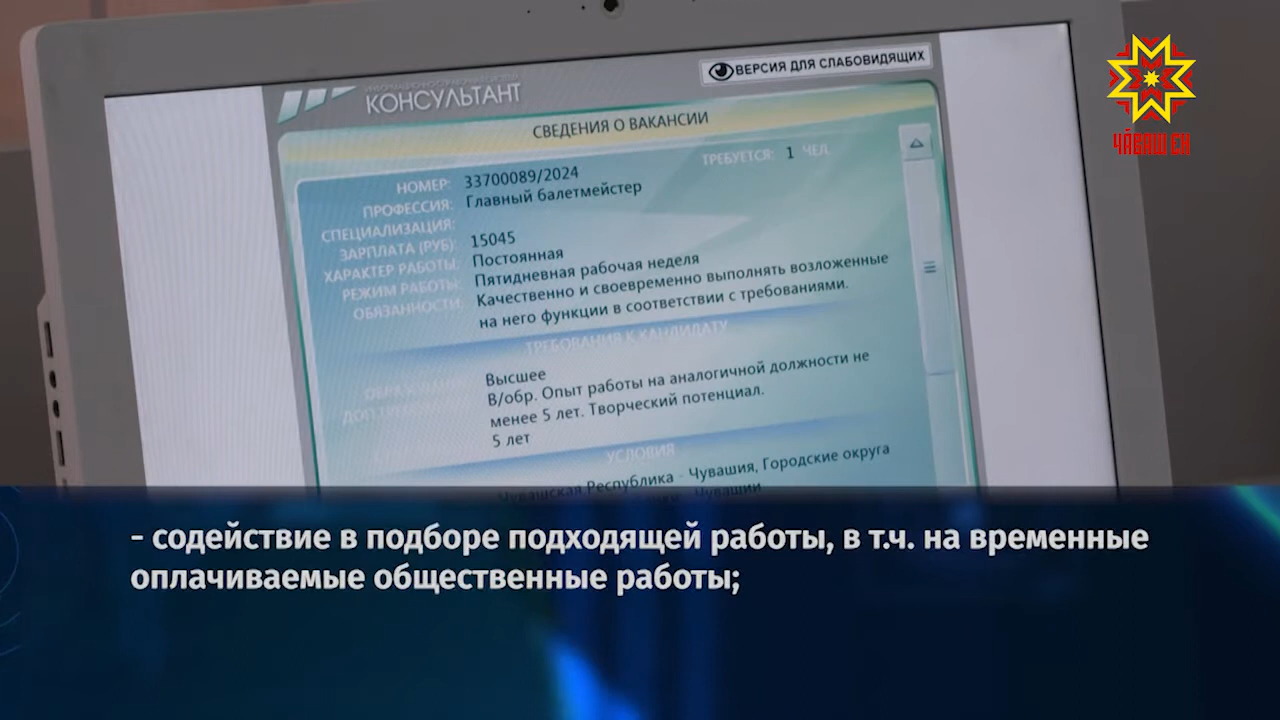 ВЕРСИЯ ДЛЯ СЛАБОВИДЯЩИХ
КОНСУЛЬТАНТ
ЧӐВАШ ЕН
СВЕДЕНИЯ О ВАКАНСИИ
ТРЕБУЕТСЯ: 1 ЧЕЛ.
НОМЕР: 33700089/2024
ПРОФЕССИЯ: Главный балетмейстер
СПЕЦИАЛИЗАЦИЯ:
ЗАРПЛАТА (РУБ): 15045
ХАРАКТЕР РАБОТЫ: Постоянная
РЕЖИМ РАБОТЫ: Пятидневная рабочая неделя
ОБЯЗАННОСТИ: Качественно и своевременно выполнять возложенные
на него функции в соответствии с требованиями.
ТРЕБОВАНИЯ К КАНДИДАТУ
Высшее
В/обр. Опыт работы на аналогичной должности не
менее 5 лет. Творческий потенциал.
5 лет
УСЛОВИЯ
Чувашская Республика - Чувашия, Городские округа
Чувашии
- содействие в подборе подходящей работы, в т.ч. на временные
оплачиваемые общественные работы;